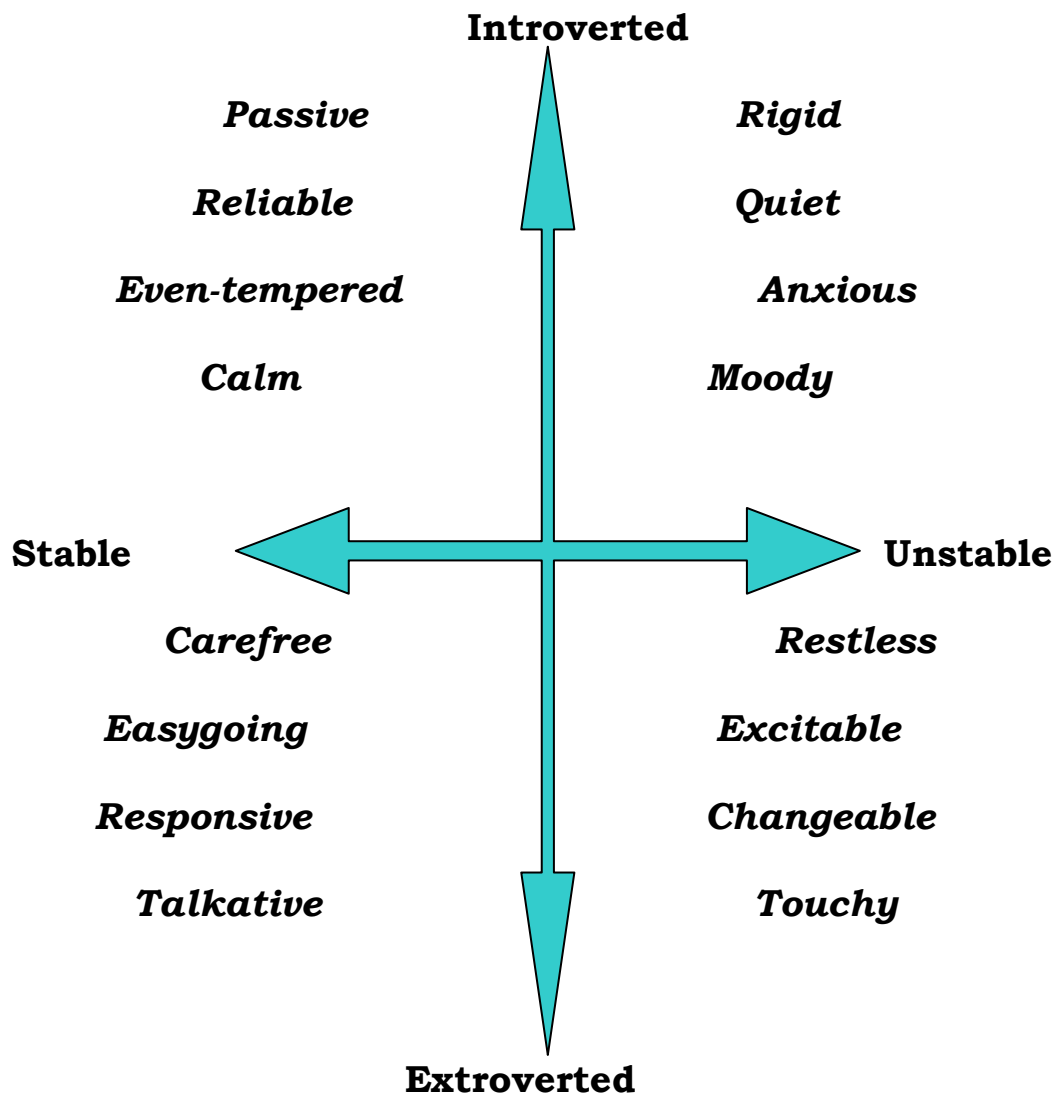 Introverted
Passive Rigid
Reliable Quiet
Even-tempered Anxious
Calm Moody
Stable Unstable
Carefree Restless
Easygoing Excitable
Responsive Changeable
Talkative Touchy
Extroverted